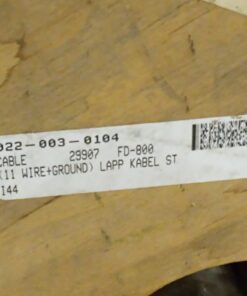 022-003-0104
CABLE 29907 FD-800
(11 WIRE+GROUND) LAPP KABEL ST
144